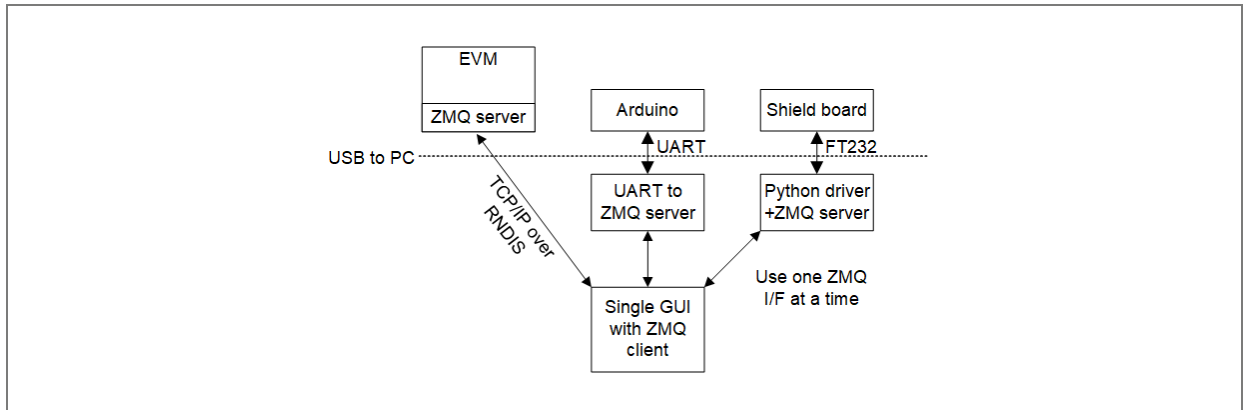 EVM
ZMQ server
Arduino
Shield board
UART
FT232
USB to PC
TCP/IP over
RNDIS
UART to
ZMQ server
Python driver
+ZMQ server
Use one ZMQ
I/F at a time
Single GUI
with ZMQ
client